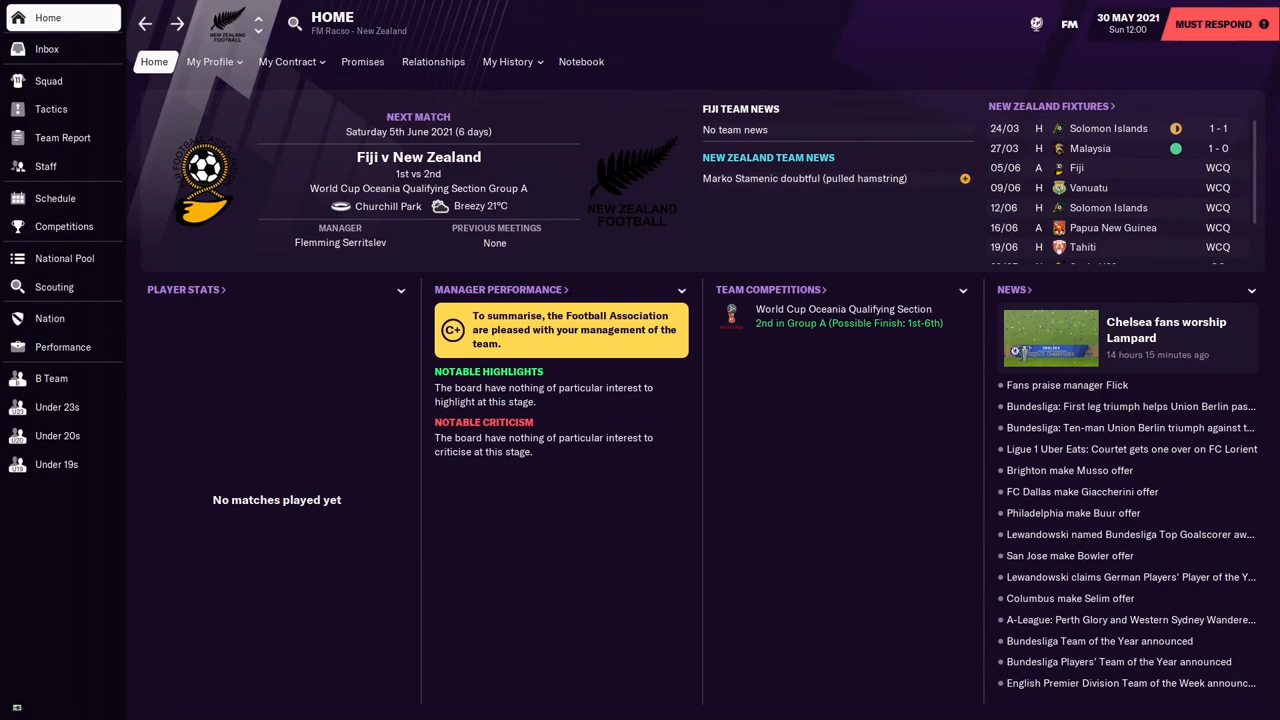 Home
Inbox
Squad
Tactics
Team Report
Staff
Schedule
Competitions
National Pool
Scouting
Nation
Performance
B Team
Under 23s
Under 20s
Under 19s
NEW ZEALAND
FOOTBALL
HOME
FM Racso - New Zealand
FM
30 MAY 2021
Sun 12:00
MUST RESPOND
Home
My Profile
My Contract
Promises
Relationships
My History
Notebook
NEXT MATCH
Saturday 5th June 2021 (6 days)
Fiji v New Zealand
1st vs 2nd
World Cup Oceania Qualifying Section Group A
Churchill Park
Breezy 21°C
MANAGER
Flemming Serritslev
PREVIOUS MEETINGS
None
NEW ZEALAND
FOOTBALL
FIJI TEAM NEWS
No team news
NEW ZEALAND TEAM NEWS
Marko Stamenic doubtful (pulled hamstring)
NEW ZEALAND FIXTURES >
24/03 H Solomon Islands 1 - 1
27/03 H Malaysia 1 - 0
05/06 A Fiji WCQ
09/06 H Vanuatu WCQ
12/06 H Solomon Islands WCQ
16/06 A Papua New Guinea WCQ
19/06 H Tahiti WCQ
PLAYER STATS >
No matches played yet
MANAGER PERFORMANCE >
C+
To summarise, the Football Association
are pleased with your management of the
team.
NOTABLE HIGHLIGHTS
The board have nothing of particular interest to
highlight at this stage.
NOTABLE CRITICISM
The board have nothing of particular interest to
criticise at this stage.
TEAM COMPETITIONS >
World Cup Oceania Qualifying Section
2nd in Group A (Possible Finish: 1st-6th)
NEWS >
Chelsea fans worship
Lampard
14 hours 15 minutes ago
Fans praise manager Flick
Bundesliga: First leg triumph helps Union Berlin pas...
Bundesliga: Ten-man Union Berlin triumph against t...
Ligue 1 Uber Eats: Courtet gets one over on FC Lorient
Brighton make Musso offer
FC Dallas make Giaccherini offer
Philadelphia make Buur offer
Lewandowski named Bundesliga Top Goalscorer aw...
San Jose make Bowler offer
Lewandowski claims German Players' Player of the Y...
Columbus make Selim offer
A-League: Perth Glory and Western Sydney Wandere...
Bundesliga Team of the Year announced
Bundesliga Players' Team of the Year announced
English Premier Division Team of the Week announc...